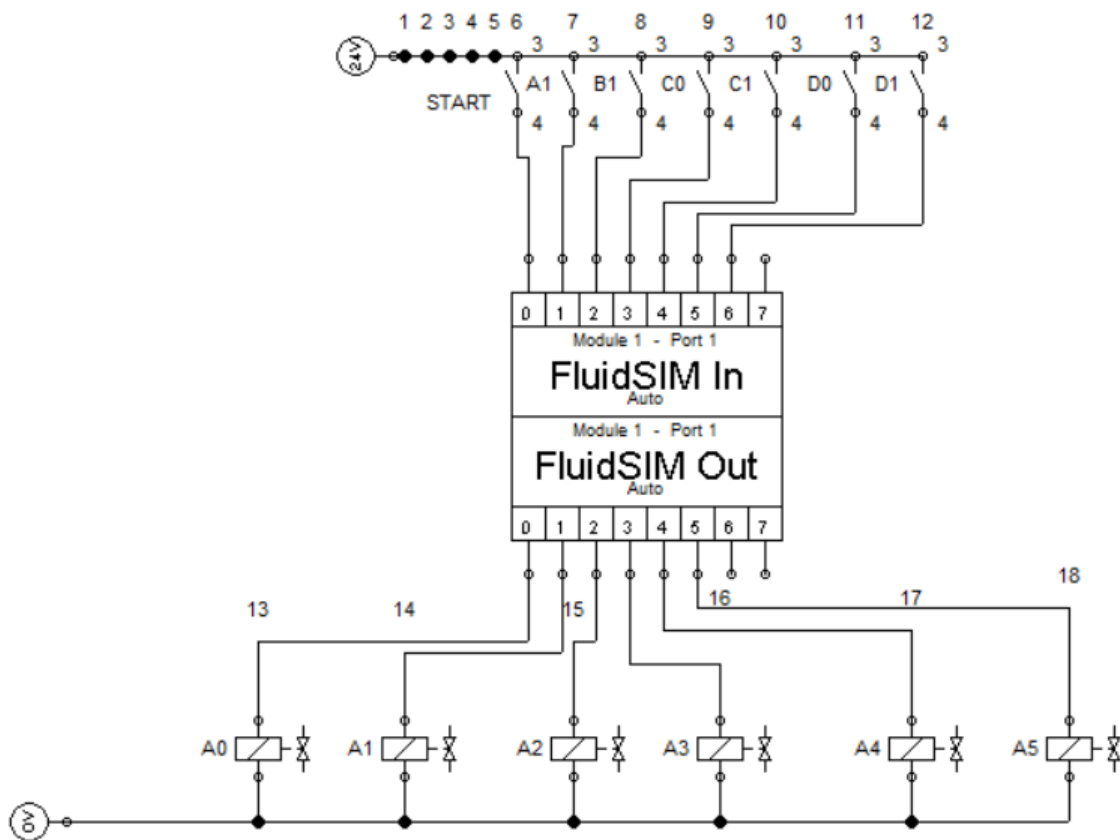 1 2 3 4 5 6 7 8 9 10 11 12
3 3 3 3 3 3 3
24V
A1 B1 C0 C1 D0 D1
START
4 4 4 4 4 4 4
0 1 2 3 4 5 6 7
Module 1 - Port 1
FluidSIM In
Auto
Module 1 - Port 1
FluidSIM Out
Auto
0 1 2 3 4 5 6 7
13 14 15 16 17 18
A0 A1 A2 A3 A4 A5
0V